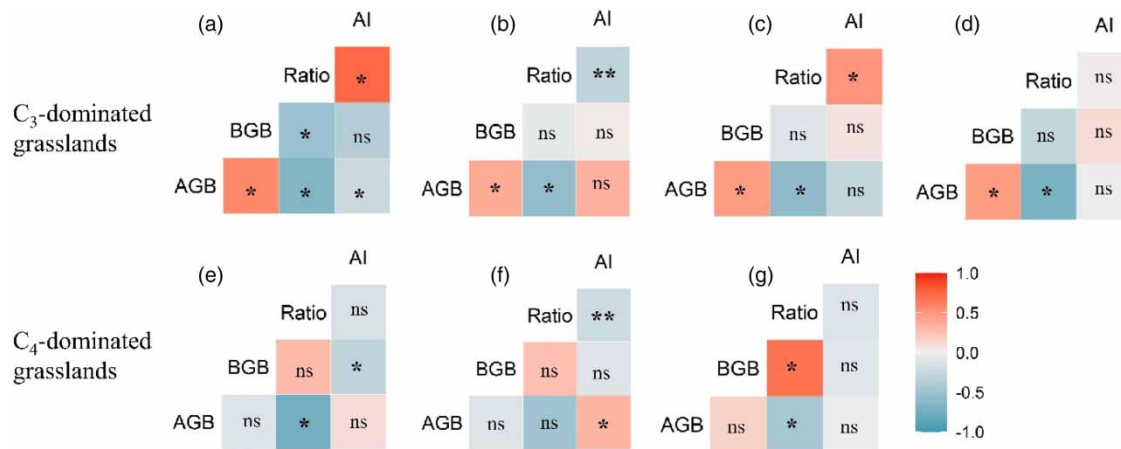 (a) AI (b) AI (c) AI (d) AI
Ratio * Ratio ** Ratio * Ratio ns
C₃-dominated
grasslands
BGB * ns BGB ns ns BGB ns BGB ns
AGB * * * AGB * * ns AGB * * ns AGB * * ns
(e) AI (f) AI (g) AI
Ratio ns Ratio ** Ratio ns
C₄-dominated
grasslands
BGB ns * BGB ns ns BGB * ns
AGB ns * ns AGB ns ns * AGB ns * ns
1.0
0.5
0.0
-0.5
-1.0